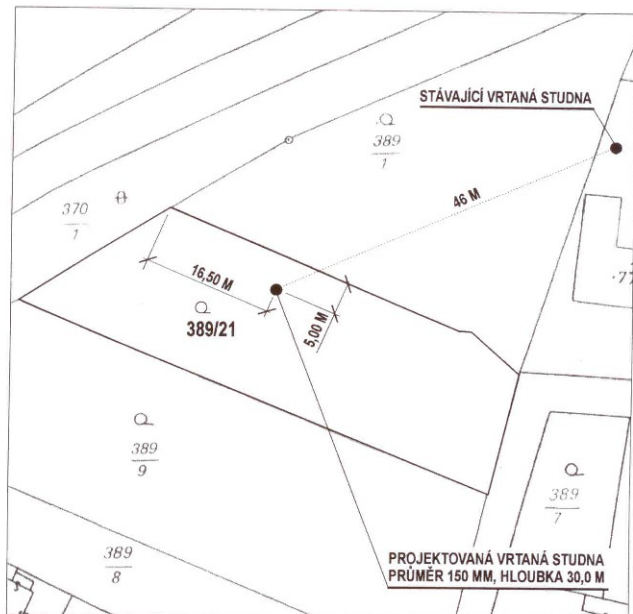 STÁVAJÍCÍ VRTANÁ STUDNA
389
1
46 M
370
1
16,50 M
389/21
5,00 M
389
9
389
7
389
8
PROJEKTOVANÁ VRTANÁ STUDNA
PRŮMĚR 150 MM, HLOUBKA 30,0 M